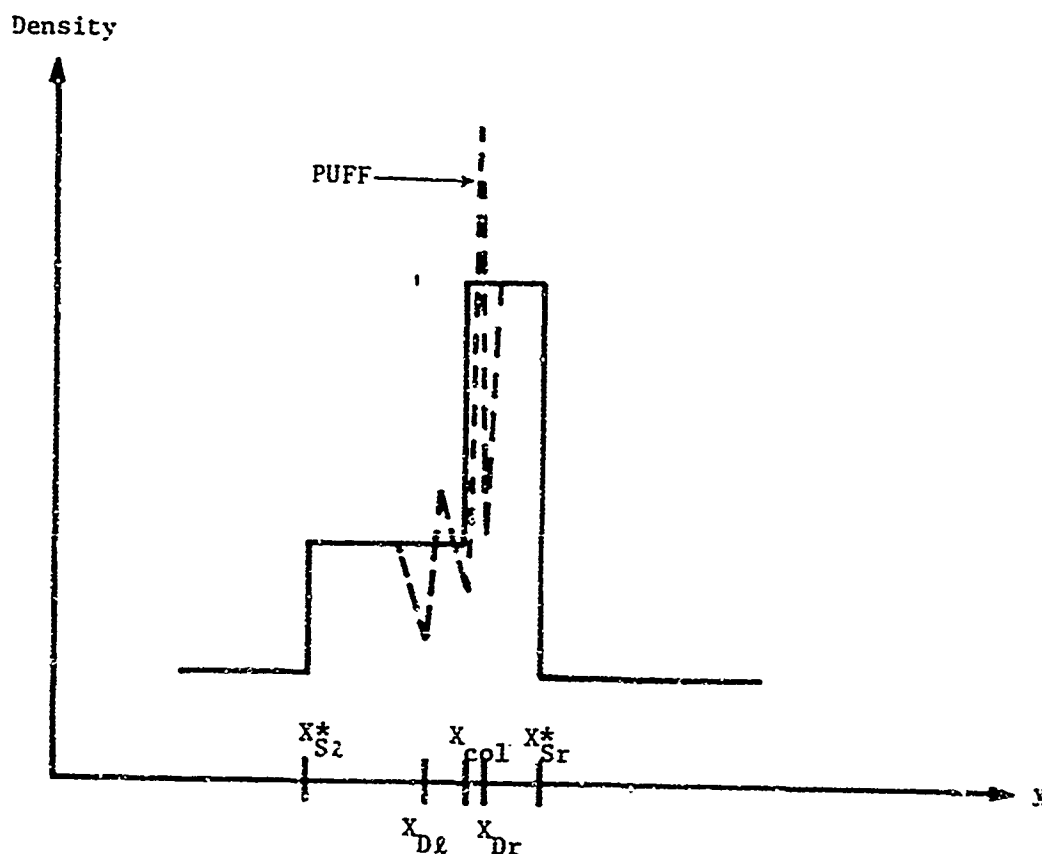 Density
PUFF
X*Sℓ
Xcol
X*Sr
y
XDℓ
XDr